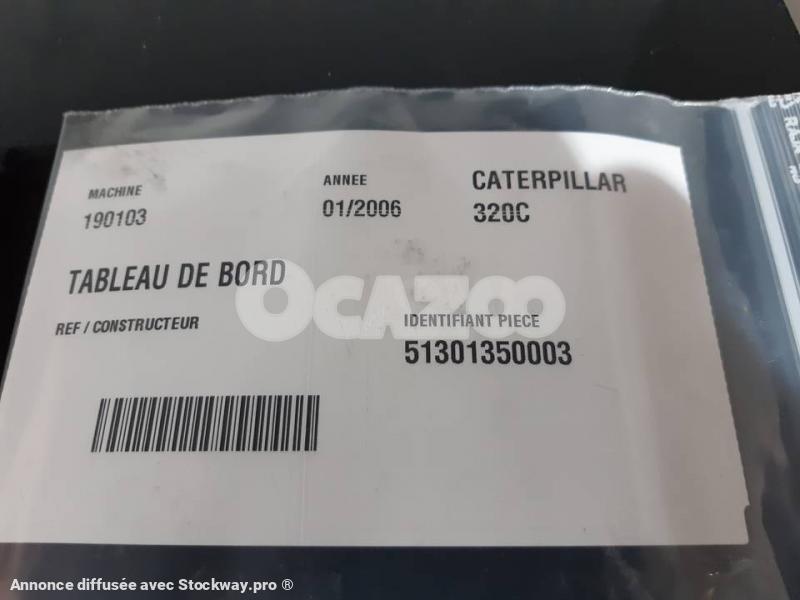 MACHINE
190103
ANNEE
01/2006
CATERPILLAR
320C
TABLEAU DE BORD
OCAZOO
REF / CONSTRUCTEUR
IDENTIFIANT PIECE
51301350003
RAJA
Annonce diffusée avec Stockway.pro ®